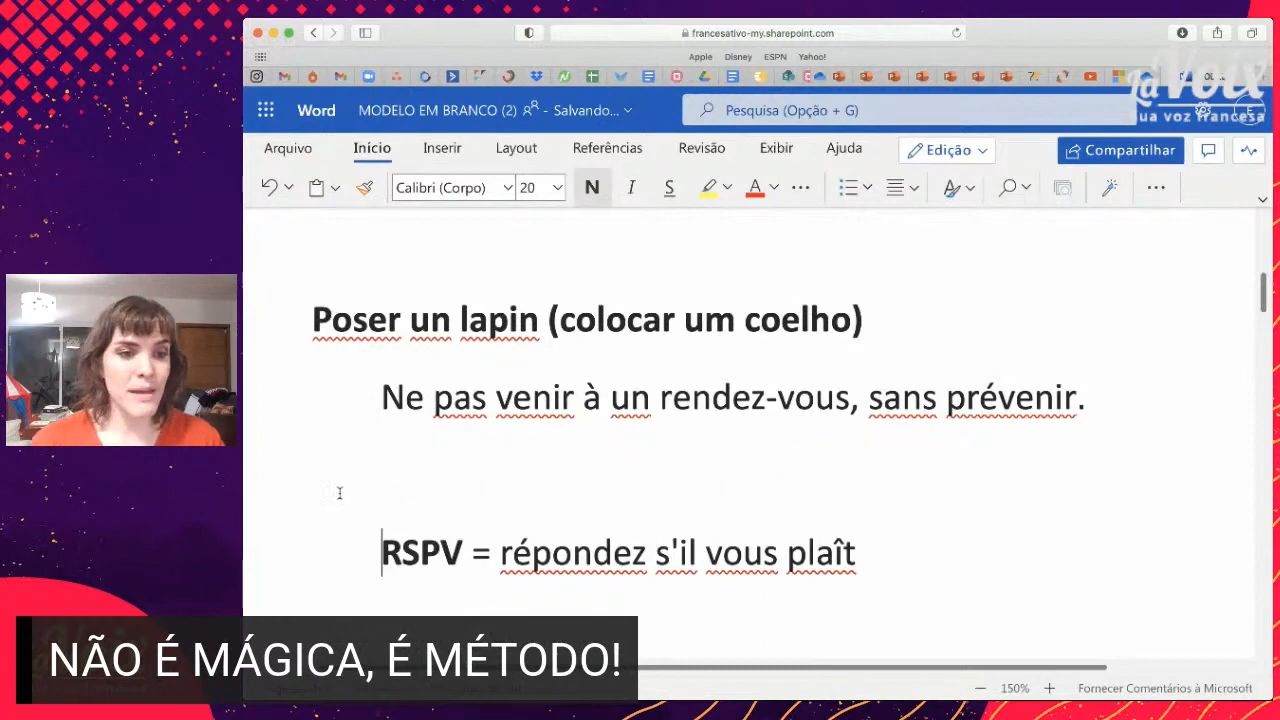 francesativo-my.sharepoint.com
Apple Disney ESPN Yahoo!
La Voix
sua voz francesa
Word MODELO EM BRANCO (2) - Salvando... Pesquisa (Opção + G)
Arquivo Início Inserir Layout Referências Revisão Exibir Ajuda Edição Compartilhar
Calibri (Corpo) 20 N I S A
Poser un lapin (colocar um coelho)
Ne pas venir à un rendez-vous, sans prévenir.
RSPV = répondez s'il vous plaît
NÃO É MÁGICA, É MÉTODO!
150% Fornecer Comentários à Microsoft